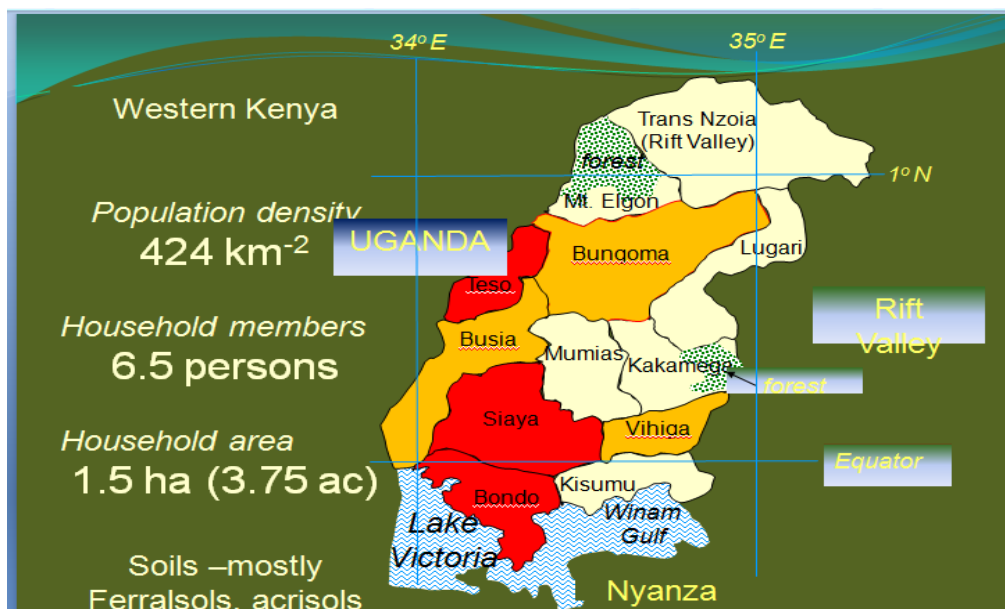 34° E
35° E
Western Kenya
Trans Nzoia
(Rift Valley)
forest
1° N
Mt. Elgon
Population density
424 km-2
UGANDA
Bungoma
Lugari
Teso
Household members
6.5 persons
Busia
Mumias
Kakamega
Rift
Valley
forest
Siaya
Vihiga
Household area
1.5 ha (3.75 ac)
Equator
Bondo
Kisumu
Lake
Victoria
Winam
Gulf
Soils –mostly
Ferralsols, acrisols
Nyanza